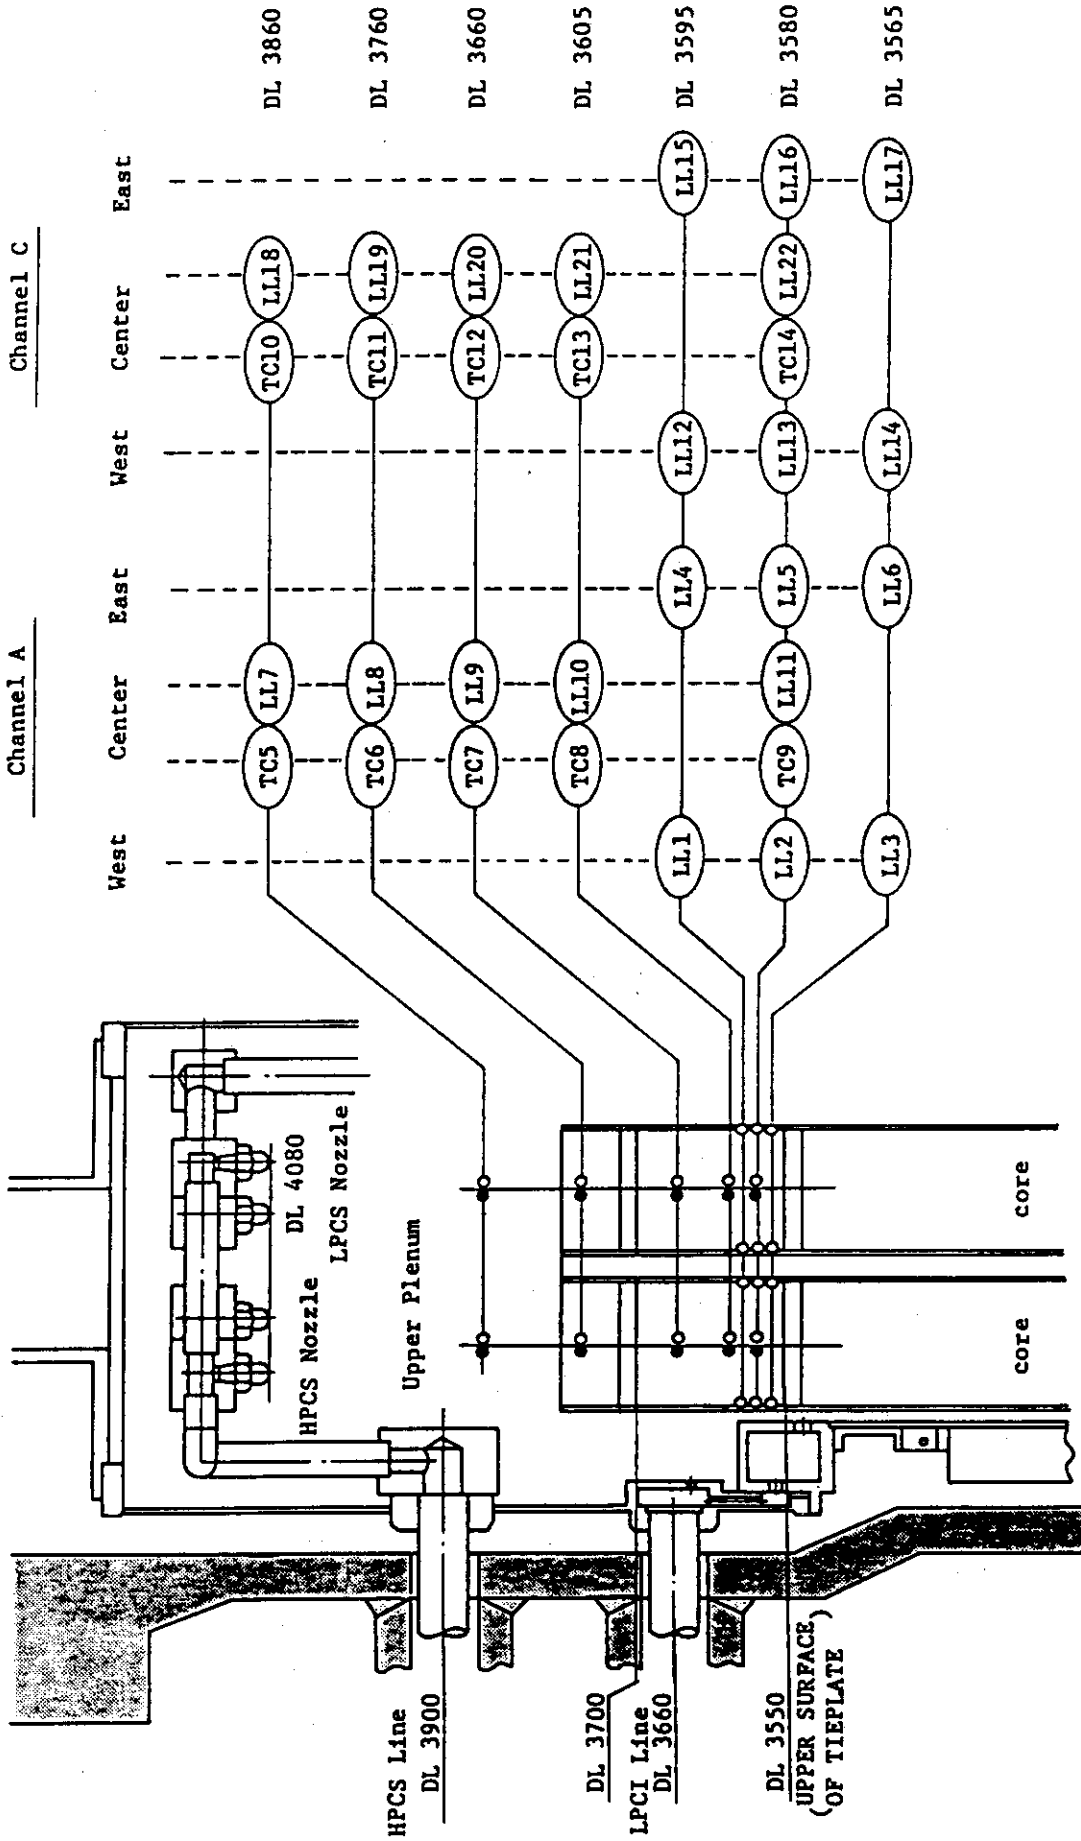 Channel A
Channel C
West Center East
West Center East
TC5 LL7 TC10 LL18 DL 3860
TC6 LL8 TC11 LL19 DL 3760
TC7 LL9 TC12 LL20 DL 3660
TC8 LL10 TC13 LL21 DL 3605
LL1 LL4 LL12 LL15 DL 3595
LL2 TC9 LL11 LL5 LL13 TC14 LL22 LL16 DL 3580
LL3 LL6 LL14 LL17 DL 3565
DL 4080
HPCS Nozzle
LPCS Nozzle
Upper Plenum
HPCS Line
DL 3900
DL 3700
LPCI Line
DL 3660
DL 3550
(UPPER SURFACE
OF TIEPLATE)
core
core